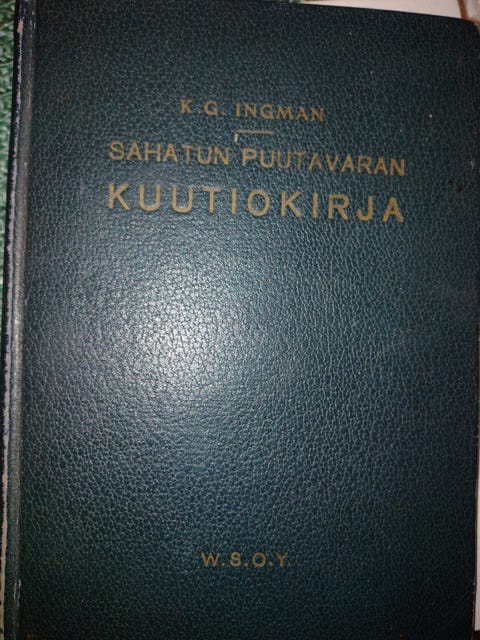 K. G. INGMAN
SAHATUN PUUTAVARAN
KUUTIOKIRJA
W. S. O. Y.